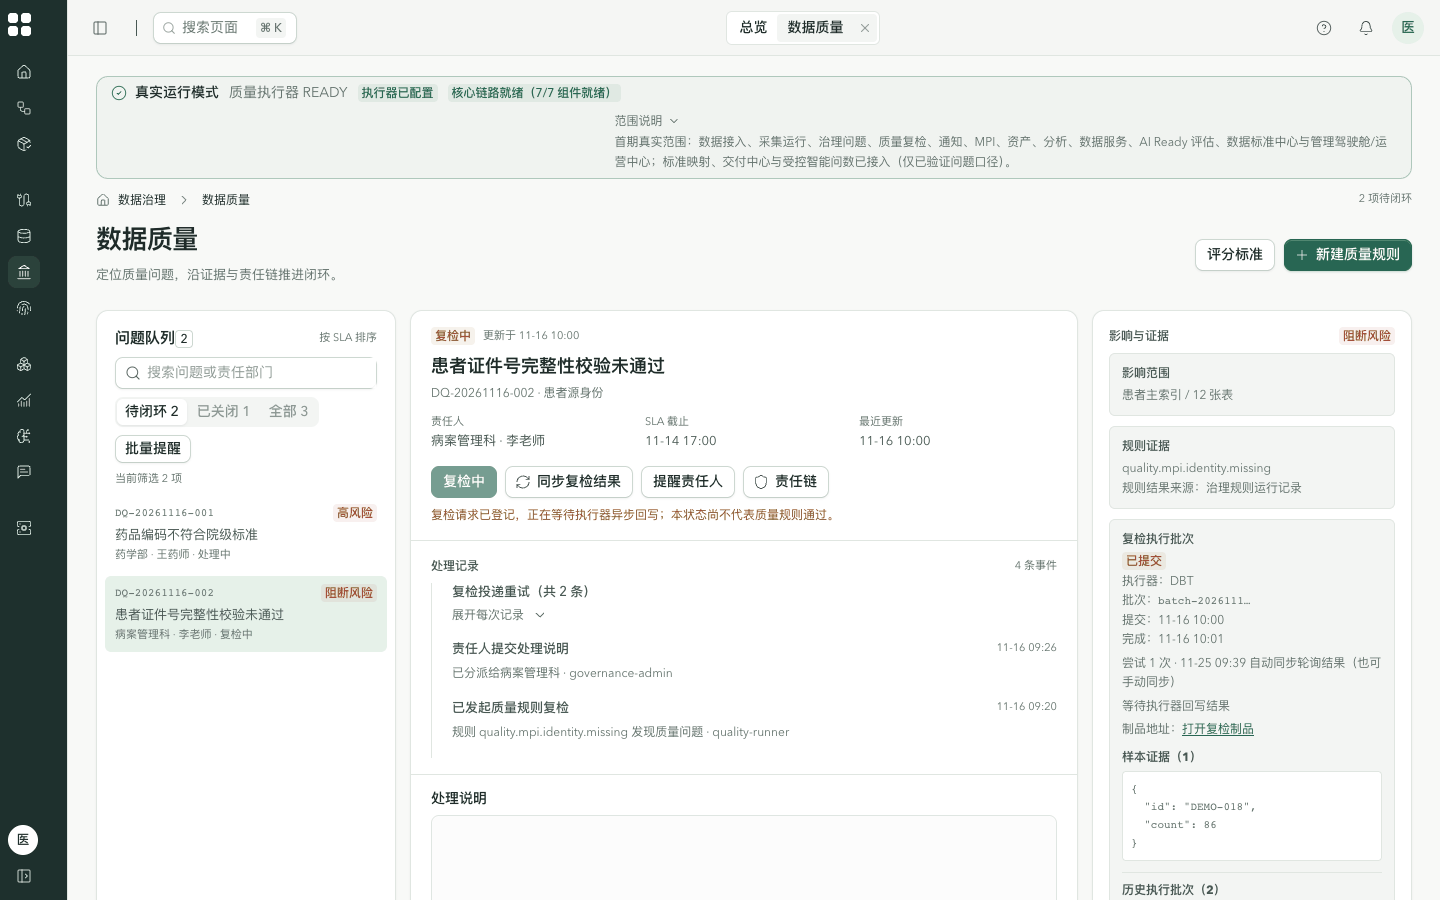 搜索页面 ⌘ K
总览 数据质量
医
真实运行模式 质量执行器 READY 执行器已配置 核心链路就绪（7/7 组件就绪）
范围说明
首期真实范围：数据接入、采集运行、治理问题、质量复检、通知、MPI、资产、分析、数据服务、AI Ready 评估、数据标准中心与管理驾驶舱/运
营中心；标准映射、交付中心与受控智能问数已接入（仅已验证问题口径）。
数据治理 数据质量
2 项待闭环
数据质量
定位质量问题，沿证据与责任链推进闭环。
评分标准
新建质量规则
问题队列 2
按 SLA 排序
搜索问题或责任部门
待闭环 2 已关闭 1 全部 3
批量提醒
当前筛选 2 项
DQ-20261116-001 高风险
药品编码不符合院级标准
药学部 · 王药师 · 处理中
DQ-20261116-002 阻断风险
患者证件号完整性校验未通过
病案管理科 · 李老师 · 复检中
复检中 更新于 11-16 10:00
患者证件号完整性校验未通过
DQ-20261116-002 · 患者源身份
责任人 SLA 截止 最近更新
病案管理科 · 李老师 11-14 17:00 11-16 10:00
复检中 同步复检结果 提醒责任人 责任链
复检请求已登记，正在等待执行器异步回写；本状态尚不代表质量规则通过。
处理记录 4 条事件
复检投递重试（共 2 条）
展开每次记录
责任人提交处理说明 11-16 09:26
已分派给病案管理科 · governance-admin
已发起质量规则复检 11-16 09:20
规则 quality.mpi.identity.missing 发现质量问题 · quality-runner
处理说明
影响与证据 阻断风险
影响范围
患者主索引 / 12 张表
规则证据
quality.mpi.identity.missing
规则结果来源：治理规则运行记录
复检执行批次
已提交
执行器：DBT
批次：batch-2026111…
提交：11-16 10:00
完成：11-16 10:01
尝试 1 次 · 11-25 09:39 自动同步轮询结果（也可
手动同步）
等待执行器回写结果
制品地址：打开复检制品
样本证据（1）
{
"id": "DEMO-018",
"count": 86
}
历史执行批次（2）
医